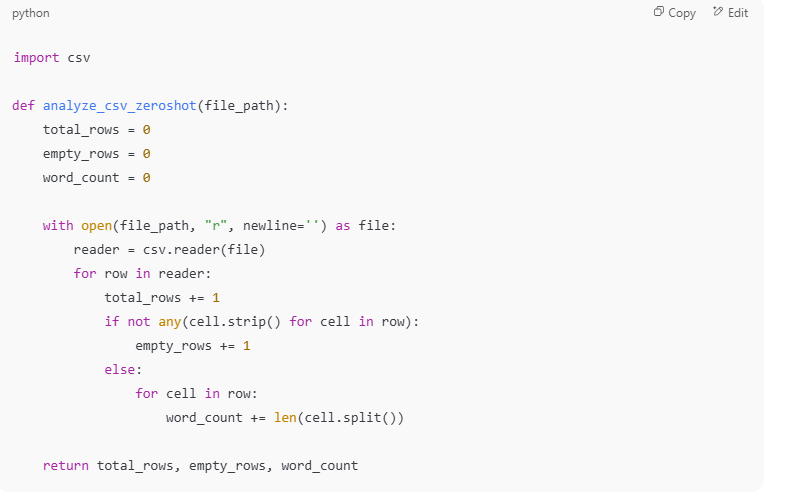 python
Copy Edit
import csv
def analyze_csv_zeroshot(file_path):
    total_rows = 0
    empty_rows = 0
    word_count = 0
    with open(file_path, "r", newline='') as file:
        reader = csv.reader(file)
        for row in reader:
            total_rows += 1
            if not any(cell.strip() for cell in row):
                empty_rows += 1
            else:
                for cell in row:
                    word_count += len(cell.split())
    return total_rows, empty_rows, word_count